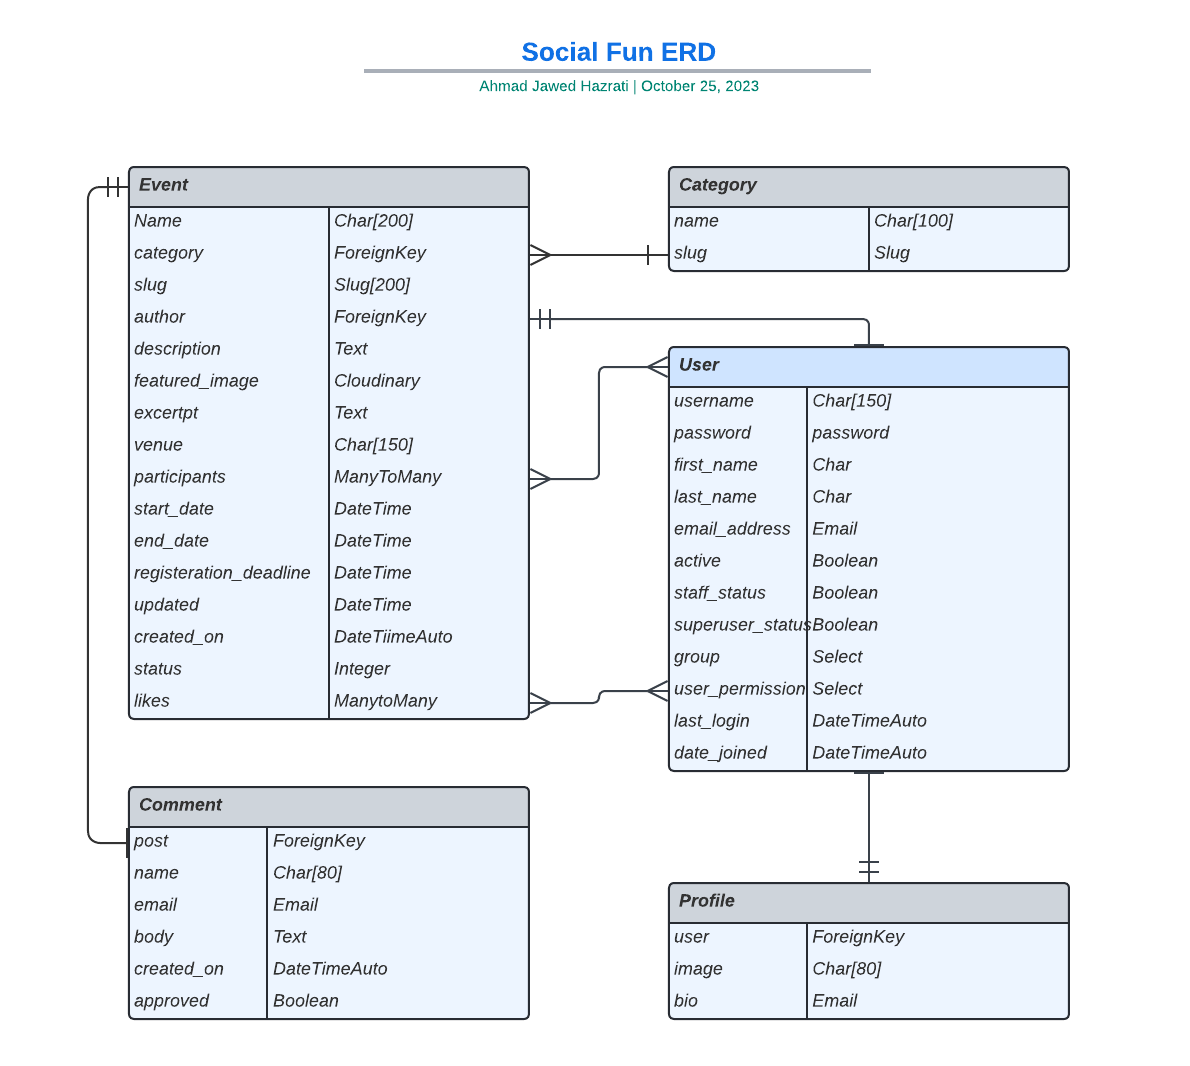 Social Fun ERD
Ahmad Jawed Hazrati | October 25, 2023
Event
Name Char[200]
category ForeignKey
slug Slug[200]
author ForeignKey
description Text
featured_image Cloudinary
excertpt Text
venue Char[150]
participants ManyToMany
start_date DateTime
end_date DateTime
registeration_deadline DateTime
updated DateTime
created_on DateTiimeAuto
status Integer
likes ManytoMany
Category
name Char[100]
slug Slug
User
username Char[150]
password password
first_name Char
last_name Char
email_address Email
active Boolean
staff_status Boolean
superuser_status Boolean
group Select
user_permission Select
last_login DateTimeAuto
date_joined DateTimeAuto
Comment
post ForeignKey
name Char[80]
email Email
body Text
created_on DateTimeAuto
approved Boolean
Profile
user ForeignKey
image Char[80]
bio Email